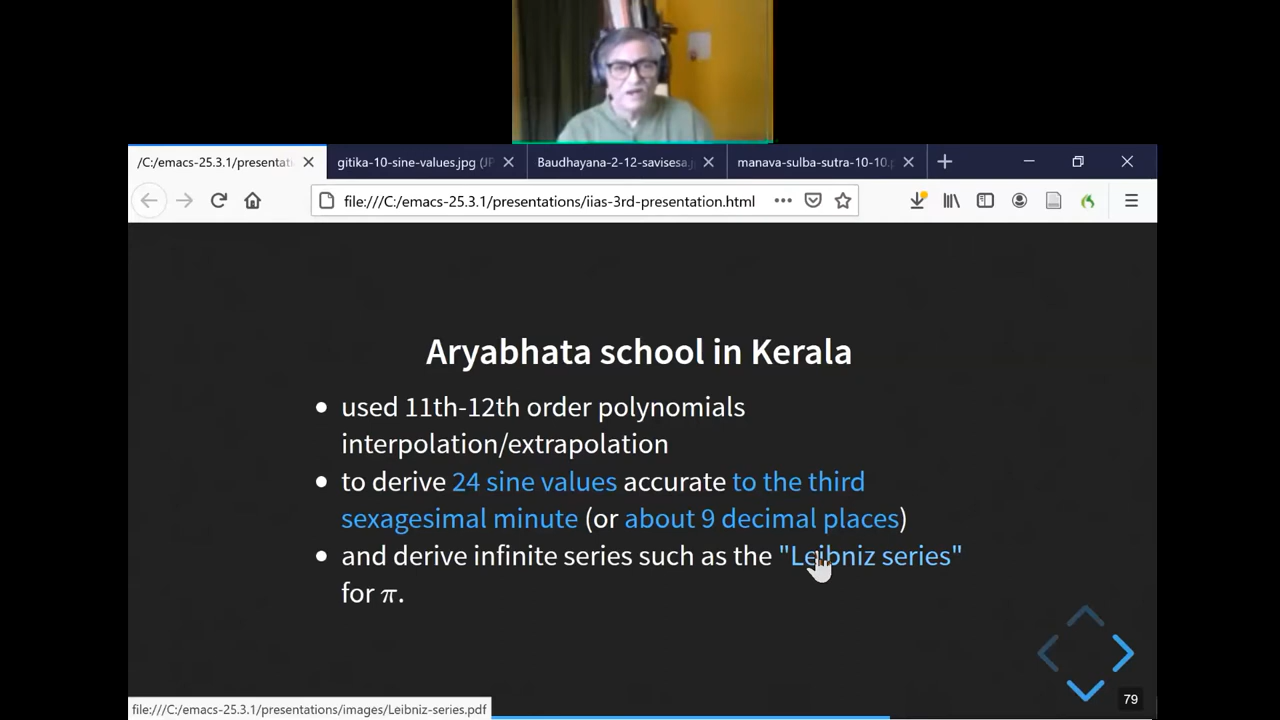 /C:/emacs-25.3.1/presentati
gitika-10-sine-values.jpg (JP
Baudhayana-2-12-savisesa.j
manava-sulba-sutra-10-10.p
file:///C:/emacs-25.3.1/presentations/iias-3rd-presentation.html
Aryabhata school in Kerala
• used 11th-12th order polynomials
interpolation/extrapolation
• to derive 24 sine values accurate to the third
sexagesimal minute (or about 9 decimal places)
• and derive infinite series such as the "Leibniz series"
for π.
79
file:///C:/emacs-25.3.1/presentations/images/Leibniz-series.pdf